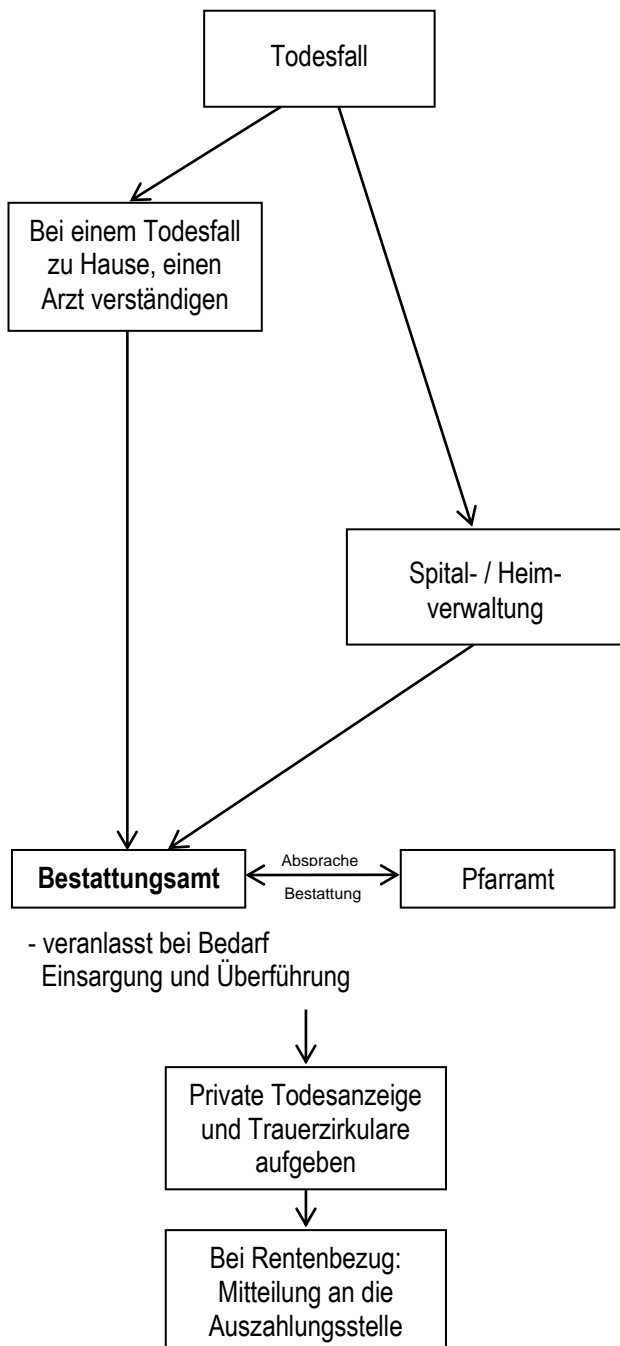 Todesfall
Bei einem Todesfall
zu Hause, einen
Arzt verständigen
Spital- / Heim-
verwaltung
Bestattungsamt
Absprache
Bestattung
Pfarramt
- veranlasst bei Bedarf
Einsargung und Überführung
Private Todesanzeige
und Trauerzirkulare
aufgeben
Bei Rentenbezug:
Mitteilung an die
Auszahlungsstelle